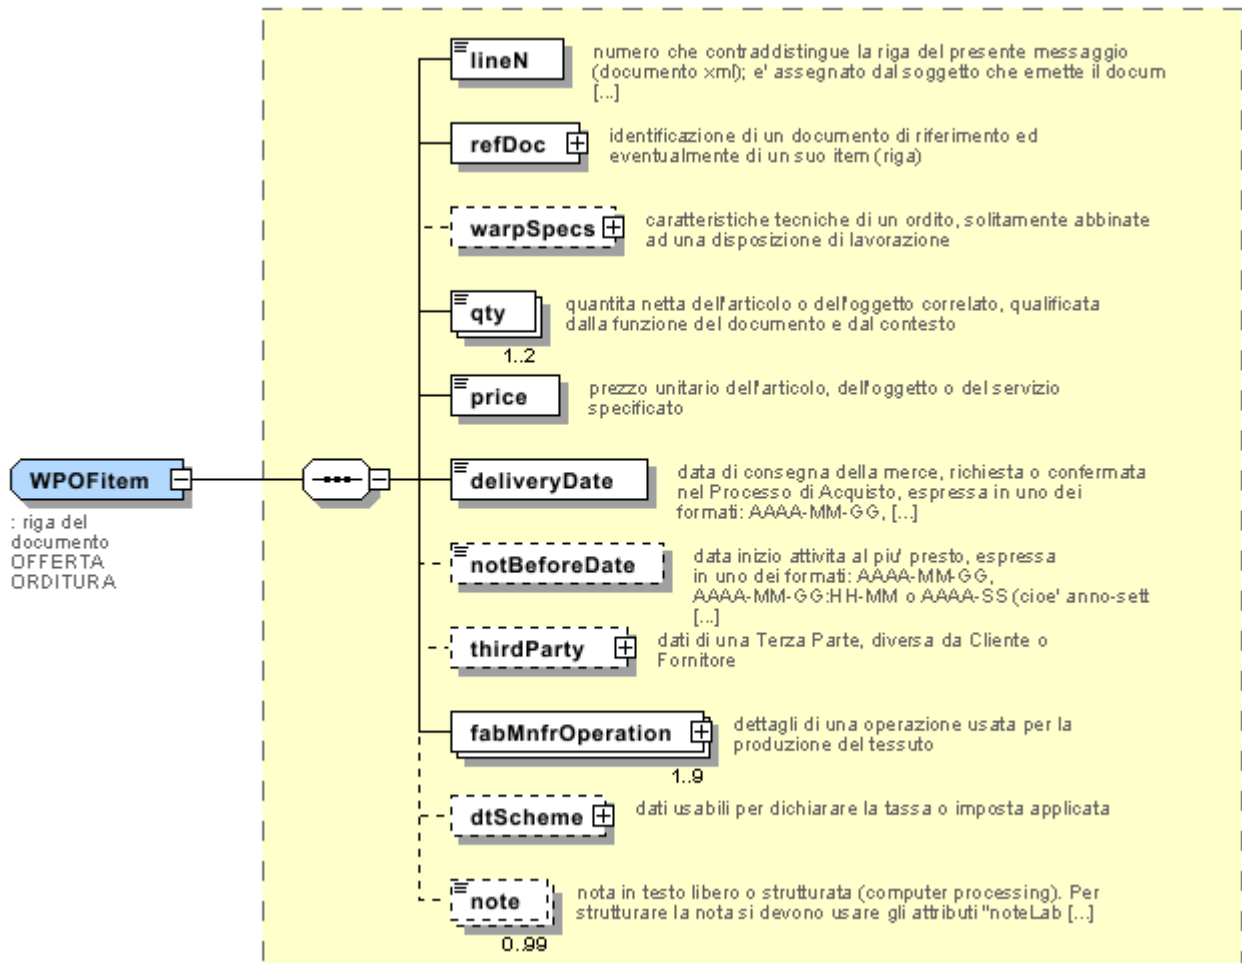 lineN
numero che contraddistingue la riga del presente messaggio
(documento xml); e' assegnato dal soggetto che emette il docum
[...]
refDoc
identificazione di un documento di riferimento ed
eventualmente di un suo item (riga)
warpSpecs
caratteristiche tecniche di un ordito, solitamente abbinate
ad una disposizione di lavorazione
qty
quantita netta dell'articolo o dell'oggetto correlato, qualificata
dalla funzione del documento e dal contesto
1..2
price
prezzo unitario dell'articolo, dell'oggetto o del servizio
specificato
WPOFitem
: riga del
documento
OFFERTA
ORDITURA
deliveryDate
data di consegna della merce, richiesta o confermata
nel Processo di Acquisto, espressa in uno dei
formati: AAAA-MM-GG, [...]
notBeforeDate
data inizio attivita al piu' presto, espressa
in uno dei formati: AAAA-MM-GG,
AAAA-MM-GG:HH-MM o AAAA-SS (cioe' anno-sett
[...]
thirdParty
dati di una Terza Parte, diversa da Cliente o
Fornitore
fabMnfrOperation
dettagli di una operazione usata per la
produzione del tessuto
1..9
dtScheme
dati usabili per dichiarare la tassa o imposta applicata
note
nota in testo libero o strutturata (computer processing). Per
strutturare la nota si devono usare gli attributi "noteLab [...]
0..99